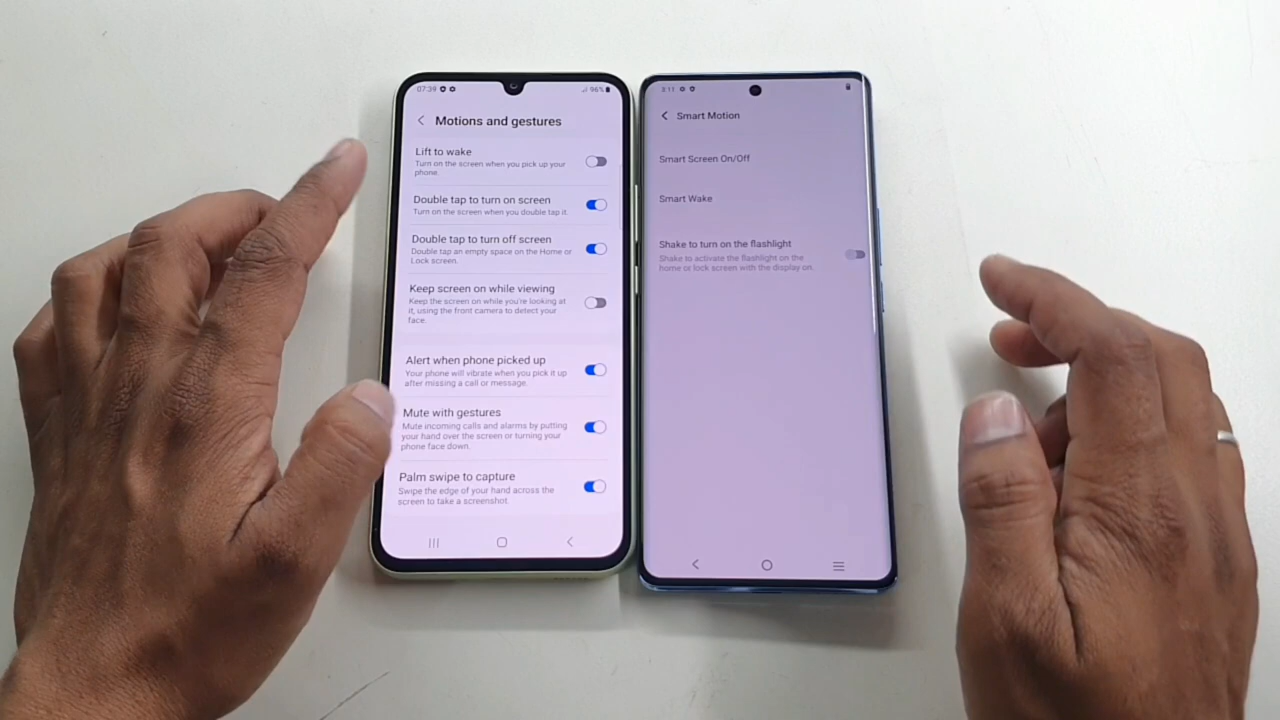 07:39
96%
Motions and gestures
Lift to wake
Turn on the screen when you pick up your
phone.
Double tap to turn on screen
Turn on the screen when you double tap it.
Double tap to turn off screen
Double tap an empty space on the Home or
Lock screen.
Keep screen on while viewing
Keep the screen on while you're looking at
it, using the front camera to detect your
face.
Alert when phone picked up
Your phone will vibrate when you pick it up
after missing a call or message.
Mute with gestures
Mute incoming calls and alarms by putting
your hand over the screen or turning your
phone face down.
Palm swipe to capture
Swipe the edge of your hand across the
screen to take a screenshot.
3:11
Smart Motion
Smart Screen On/Off
Smart Wake
Shake to turn on the flashlight
Shake to activate the flashlight on the
home or lock screen with the display on.